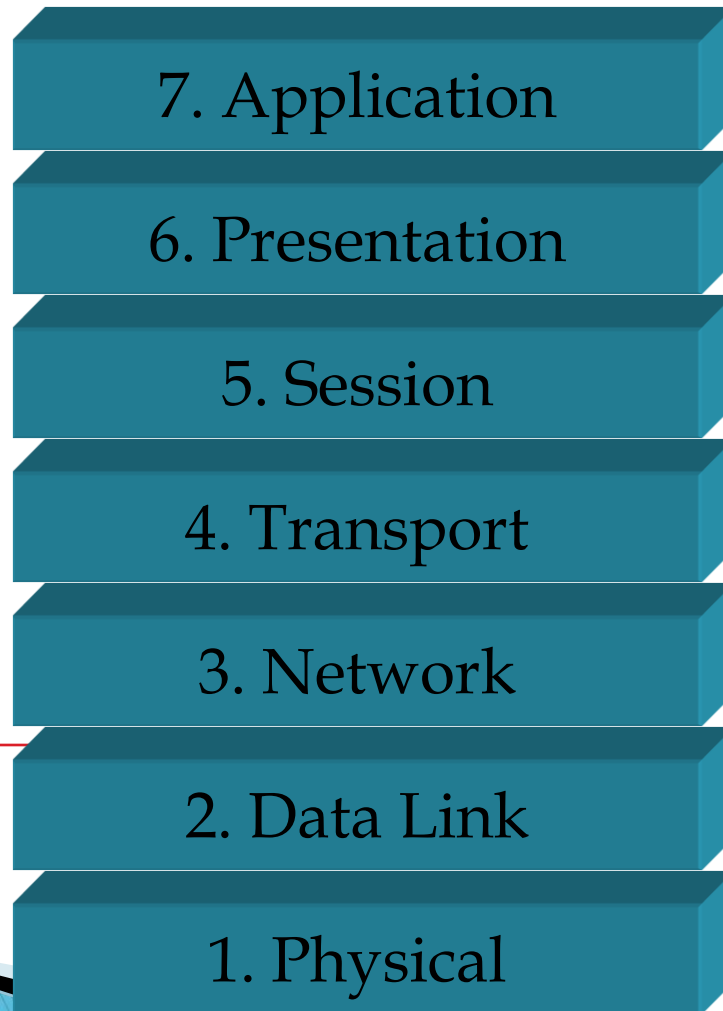 7. Application
6. Presentation
5. Session
4. Transport
3. Network
2. Data Link
1. Physical